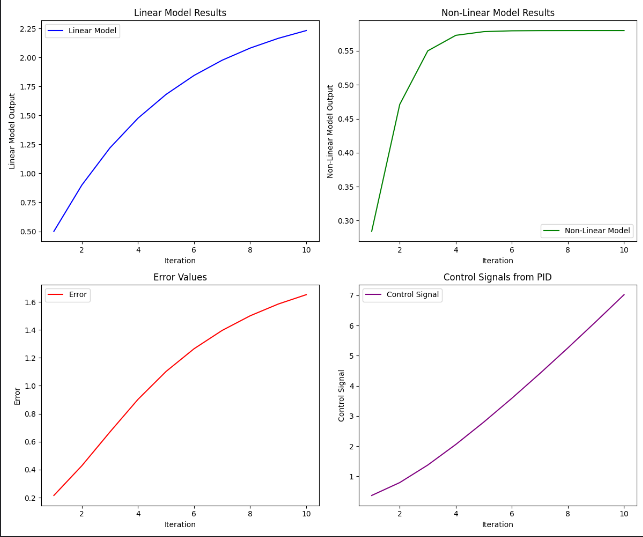 Linear Model Results
Linear Model
2.25
2.00
1.75
1.50
1.25
1.00
0.75
0.50
Linear Model Output
2 4 6 8 10
Iteration
Non-Linear Model Results
0.55
0.50
0.45
0.40
0.35
0.30
Non-Linear Model Output
Non-Linear Model
2 4 6 8 10
Iteration
Error Values
Error
1.6
1.4
1.2
1.0
0.8
0.6
0.4
0.2
Error
2 4 6 8 10
Iteration
Control Signals from PID
Control Signal
7
6
5
4
3
2
1
Control Signal
2 4 6 8 10
Iteration